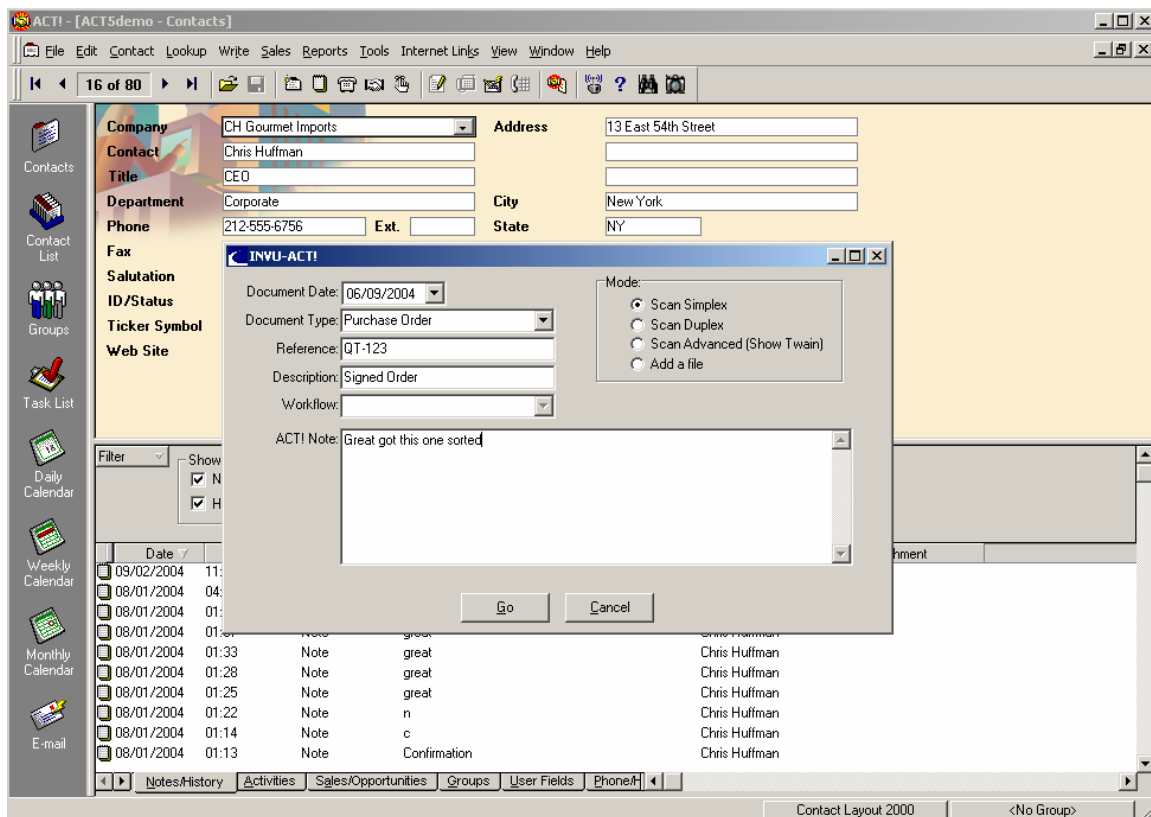 ACT! - [ACT5demo - Contacts]
File Edit Contact Lookup Write Sales Reports Tools Internet Links View Window Help
16 of 80
Contacts
Contact List
Groups
Task List
Daily Calendar
Weekly Calendar
Monthly Calendar
E-mail
Company CH Gourmet Imports Address 13 East 54th Street
Contact Chris Huffman
Title CEO
Department Corporate City New York
Phone 212-555-6756 Ext. State NY
Fax
Salutation
ID/Status
Ticker Symbol
Web Site
INVU-ACT!
Document Date: 06/09/2004
Document Type: Purchase Order
Reference: QT-123
Description: Signed Order
Workflow:
ACT! Note: Great got this one sorted
Mode:
Scan Simplex
Scan Duplex
Scan Advanced (Show Twain)
Add a file
Go Cancel
Filter Show
N
H
Date hment
09/02/2004 11:
08/01/2004 04:
08/01/2004 01:
08/01/2004 Note great Chris Huffman
08/01/2004 01:33 Note great Chris Huffman
08/01/2004 01:28 Note great Chris Huffman
08/01/2004 01:25 Note great Chris Huffman
08/01/2004 01:22 Note n Chris Huffman
08/01/2004 01:14 Note c Chris Huffman
08/01/2004 01:13 Note Confirmation Chris Huffman
Notes/History Activities Sales/Opportunities Groups User Fields Phone/H
Contact Layout 2000 <No Group>